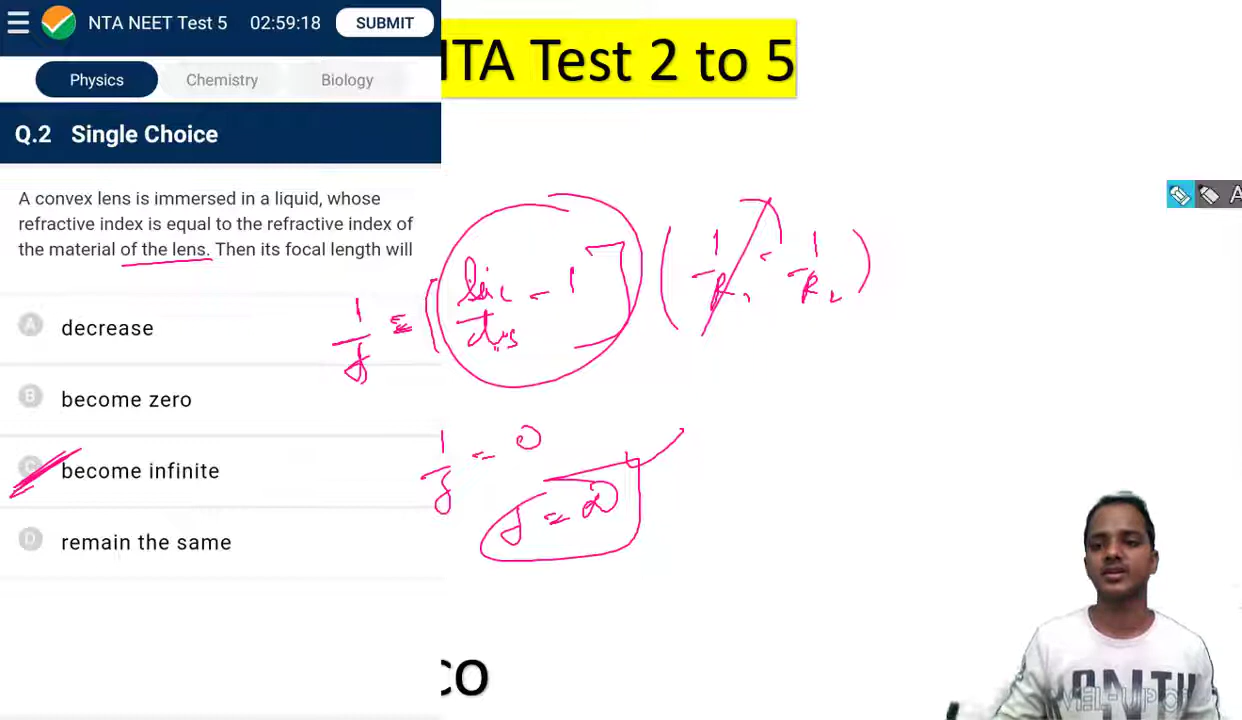 NTA NEET Test 5 02:59:18 SUBMIT
TA Test 2 to 5
Physics Chemistry Biology
Q.2 Single Choice
A convex lens is immersed in a liquid, whose
refractive index is equal to the refractive index of
the material of the lens. Then its focal length will
A decrease
B become zero
C become infinite
D remain the same
1/f = ( - 1 ] ( 1/R1 - 1/R2 )
1/f = 0
f = ∞
co
A